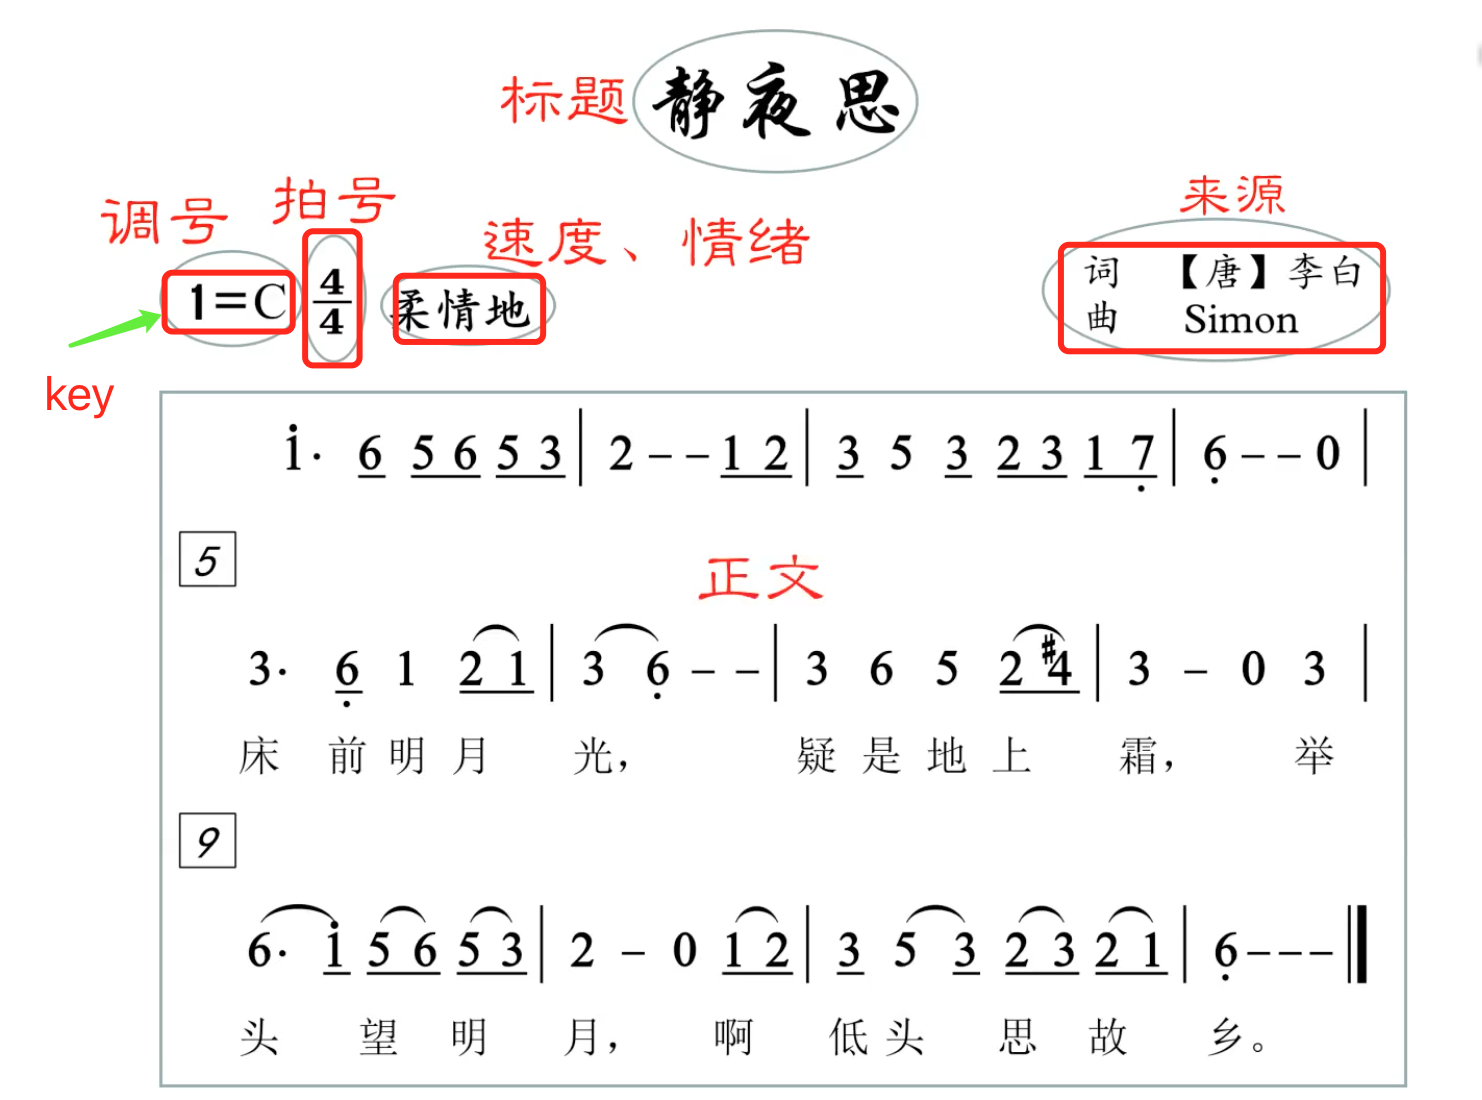 标题 静夜思
调号 拍号 速度、情绪 来源
1=C 4/4 柔情地 词 【唐】李白
曲 Simon
key
i· 6 5 6 5 3 | 2 – – 1 2 | 3 5 3 2 3 1 7̣ | 6̣ – – 0 |
5
正文
3· 6̣ 1 2 1 | 3 6̣ – – | 3 6 5 2 #4 | 3 – 0 3 |
床 前 明 月 光， 疑 是 地 上 霜， 举
9
6· i 5 6 5 3 | 2 – 0 1 2 | 3 5 3 2 3 2 1 | 6̣ – – – ‖
头 望 明 月， 啊 低 头 思 故 乡。